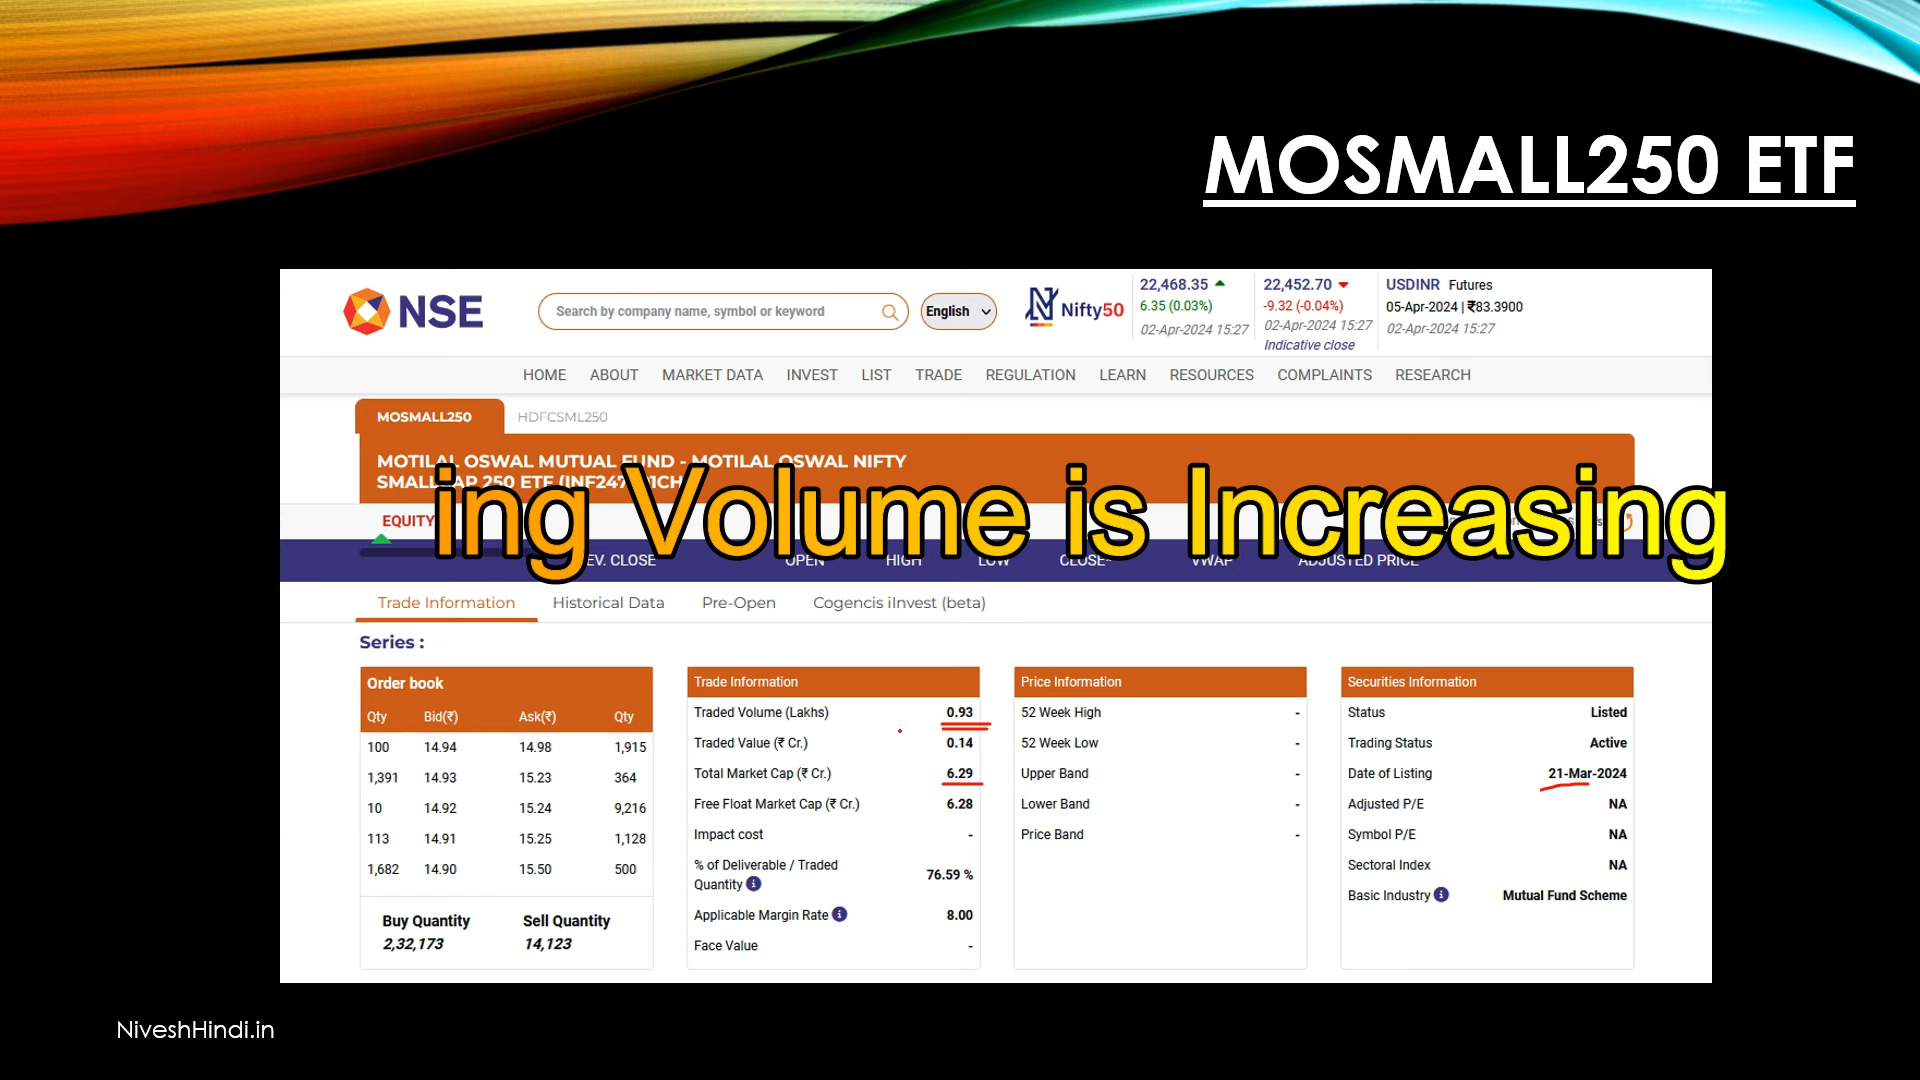 MOSMALL250 ETF
NSE
Search by company name, symbol or keyword
English
Nifty50
22,468.35
6.35 (0.03%)
02-Apr-2024 15:27
22,452.70
-9.32 (-0.04%)
02-Apr-2024 15:27
Indicative close
USDINR Futures
05-Apr-2024 | ₹83.3900
02-Apr-2024 15:27
HOME ABOUT MARKET DATA INVEST LIST TRADE REGULATION LEARN RESOURCES COMPLAINTS RESEARCH
MOSMALL250 HDFCSML250
MOTILAL OSWAL MUTUAL FUND - MOTILAL OSWAL NIFTY
SMALLCAP 250 ETF
ing Volume is Increasing
EQUITY
CLOSE OPEN HIGH LOW CLOSE VWAP ADJUSTED PRICE
Trade Information Historical Data Pre-Open Cogencis iInvest (beta)
Series :
Order book
Qty Bid(₹) Ask(₹) Qty
100 14.94 14.98 1,915
1,391 14.93 15.23 364
10 14.92 15.24 9,216
113 14.91 15.25 1,128
1,682 14.90 15.50 500
Buy Quantity Sell Quantity
2,32,173 14,123
Trade Information
Traded Volume (Lakhs) 0.93
Traded Value (₹ Cr.) 0.14
Total Market Cap (₹ Cr.) 6.29
Free Float Market Cap (₹ Cr.) 6.28
Impact cost -
% of Deliverable / Traded
Quantity 76.59 %
Applicable Margin Rate 8.00
Face Value -
Price Information
52 Week High -
52 Week Low -
Upper Band -
Lower Band -
Price Band -
Securities Information
Status Listed
Trading Status Active
Date of Listing 21-Mar-2024
Adjusted P/E NA
Symbol P/E NA
Sectoral Index NA
Basic Industry Mutual Fund Scheme
NiveshHindi.in